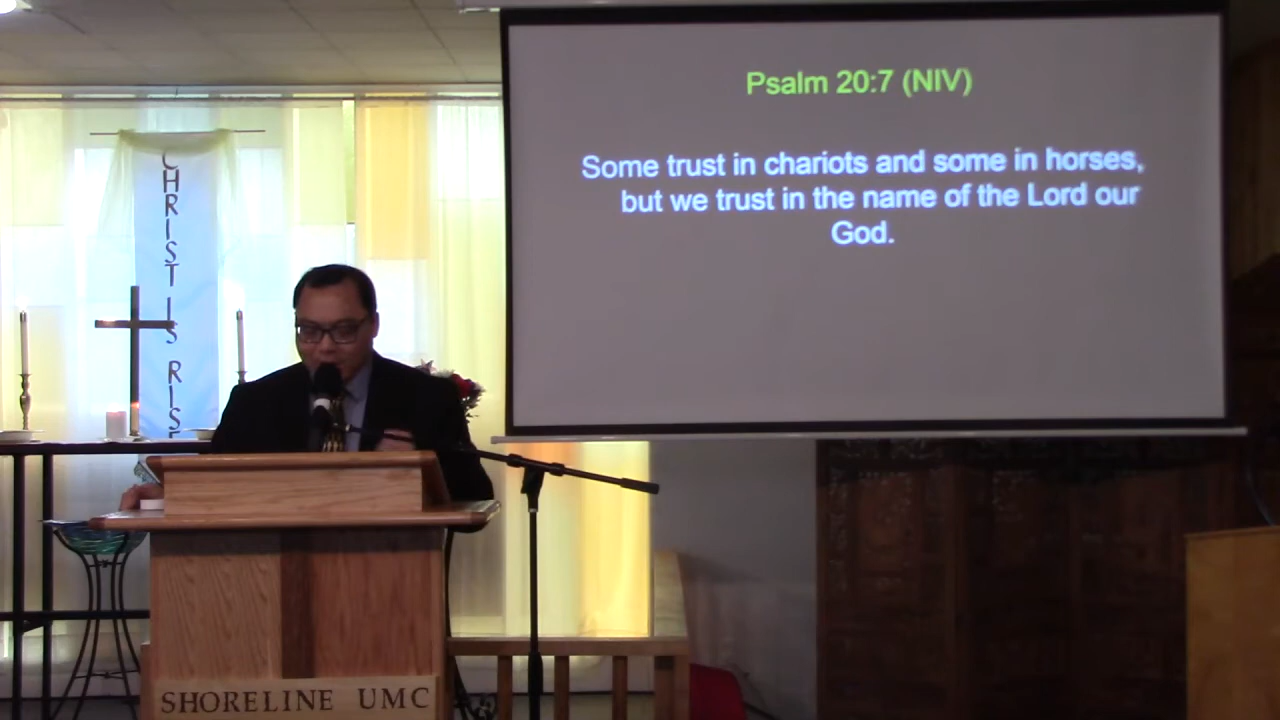 Psalm 20:7 (NIV)
Some trust in chariots and some in horses,
but we trust in the name of the Lord our
God.
CHRIST IS RISE
SHORELINE UMC